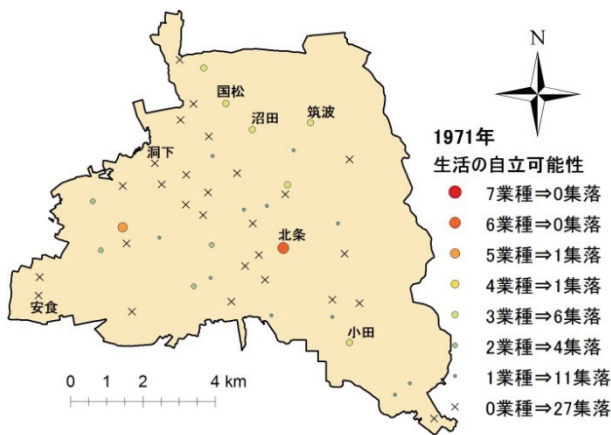 N
国松
沼田
筑波
洞下
北条
安食
小田
0 2 4 km
1971年
生活の自立可能性
7業種⇒0集落
6業種⇒0集落
5業種⇒1集落
4業種⇒1集落
3業種⇒6集落
2業種⇒4集落
1業種⇒11集落
0業種⇒27集落